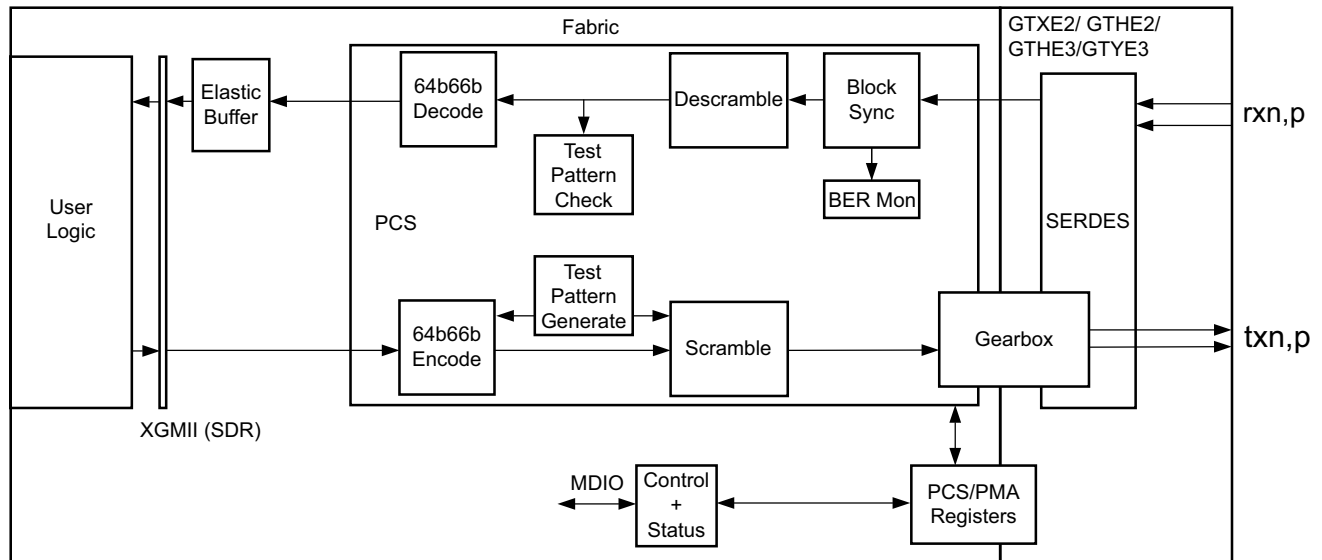 Fabric
GTXE2/ GTHE2/
GTHE3/GTYE3
User
Logic
Elastic
Buffer
64b66b
Decode
Descramble
Block
Sync
rxn,p
Test
Pattern
Check
BER Mon
PCS
SERDES
Test
Pattern
Generate
64b66b
Encode
Scramble
Gearbox
txn,p
XGMII (SDR)
MDIO
Control
+
Status
PCS/PMA
Registers